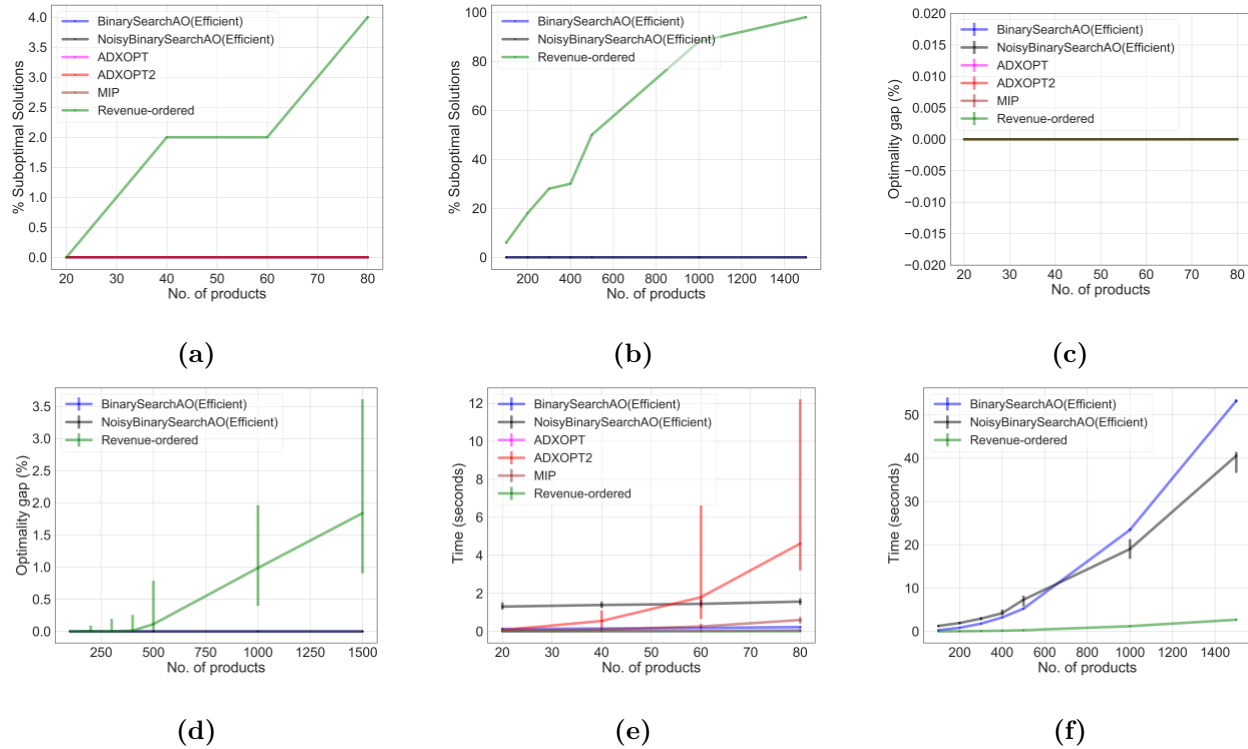 % Suboptimal Solutions
4.0
3.5
3.0
2.5
2.0
1.5
1.0
0.5
0.0
BinarySearchAO(Efficient)
NoisyBinarySearchAO(Efficient)
ADXOPT
ADXOPT2
MIP
Revenue-ordered
20 30 40 50 60 70 80
No. of products
(a)
% Suboptimal Solutions
100
80
60
40
20
0
BinarySearchAO(Efficient)
NoisyBinarySearchAO(Efficient)
Revenue-ordered
200 400 600 800 1000 1200 1400
No. of products
(b)
Optimality gap (%)
0.020
0.015
0.010
0.005
0.000
−0.005
−0.010
−0.015
−0.020
BinarySearchAO(Efficient)
NoisyBinarySearchAO(Efficient)
ADXOPT
ADXOPT2
MIP
Revenue-ordered
20 30 40 50 60 70 80
No. of products
(c)
Optimality gap (%)
3.5
3.0
2.5
2.0
1.5
1.0
0.5
0.0
BinarySearchAO(Efficient)
NoisyBinarySearchAO(Efficient)
Revenue-ordered
250 500 750 1000 1250 1500
No. of products
(d)
Time (seconds)
12
10
8
6
4
2
0
BinarySearchAO(Efficient)
NoisyBinarySearchAO(Efficient)
ADXOPT
ADXOPT2
MIP
Revenue-ordered
20 30 40 50 60 70 80
No. of products
(e)
Time (seconds)
50
40
30
20
10
0
BinarySearchAO(Efficient)
NoisyBinarySearchAO(Efficient)
Revenue-ordered
200 400 600 800 1000 1200 1400
No. of products
(f)